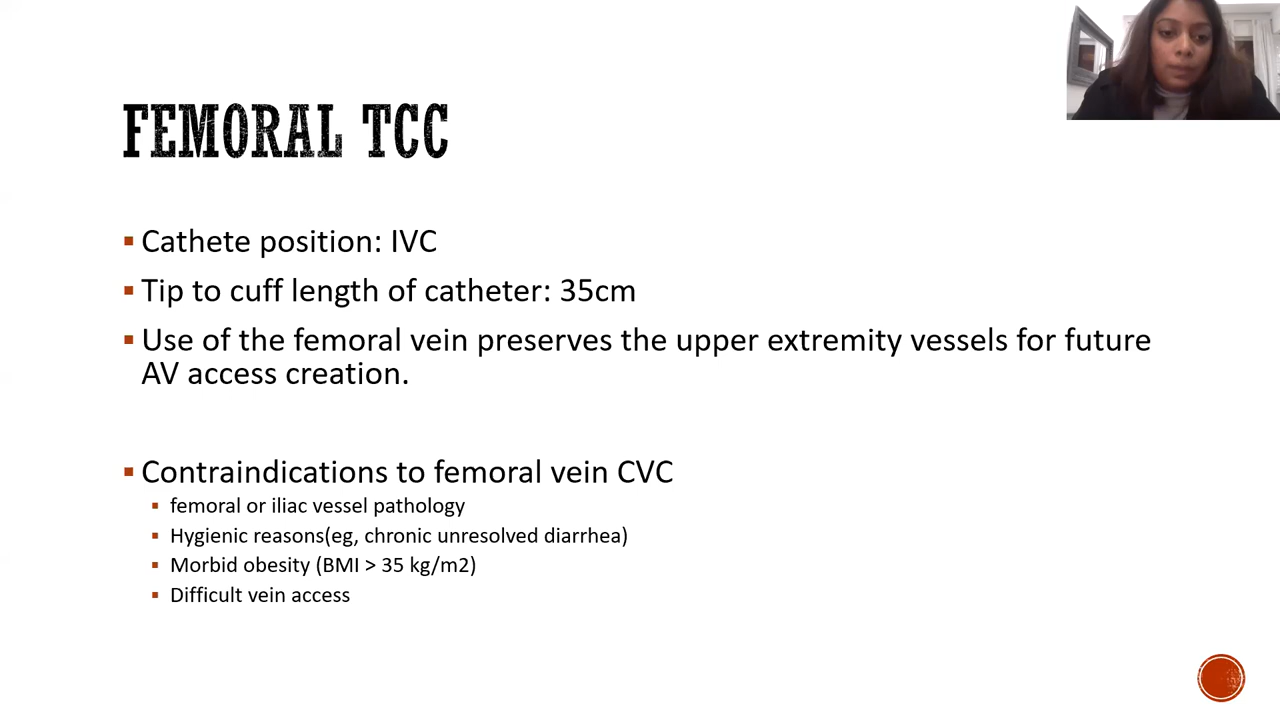 FEMORAL TCC
Cathete position: IVC
Tip to cuff length of catheter: 35cm
Use of the femoral vein preserves the upper extremity vessels for future
AV access creation.
Contraindications to femoral vein CVC
femoral or iliac vessel pathology
Hygienic reasons(eg, chronic unresolved diarrhea)
Morbid obesity (BMI > 35 kg/m2)
Difficult vein access